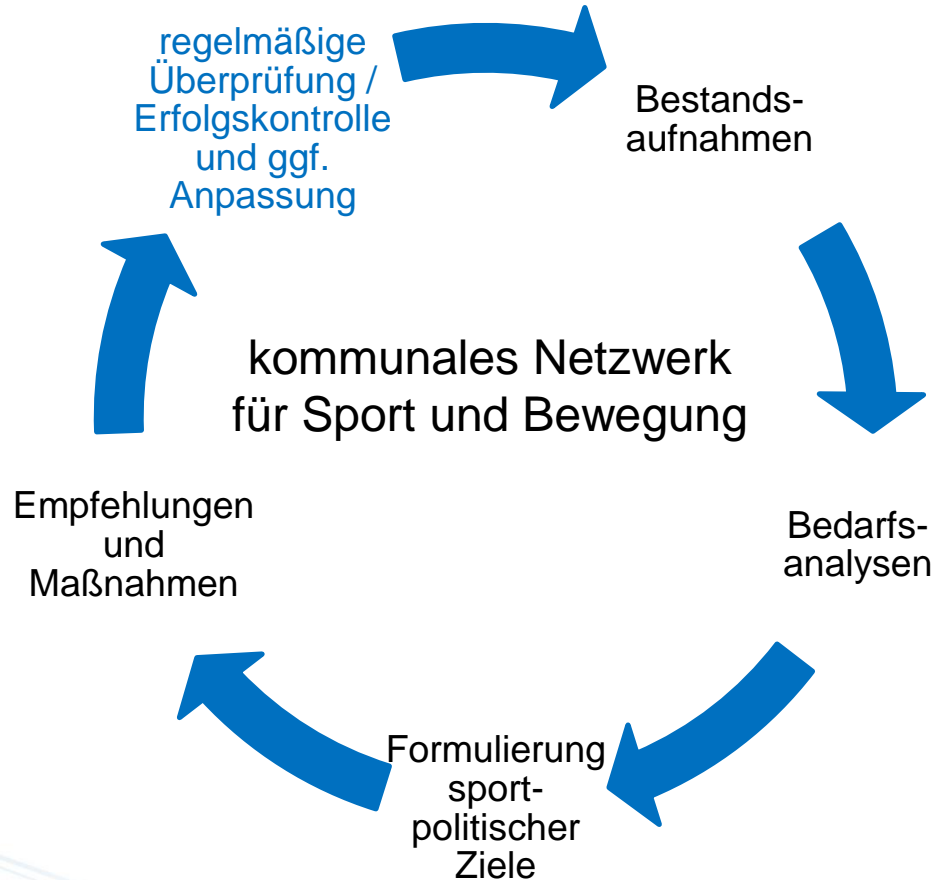 regelmäßige
Überprüfung /
Erfolgskontrolle
und ggf.
Anpassung
Bestands-
aufnahmen
kommunales Netzwerk
für Sport und Bewegung
Empfehlungen
und
Maßnahmen
Bedarfs-
analysen
Formulierung
sport-
politischer
Ziele